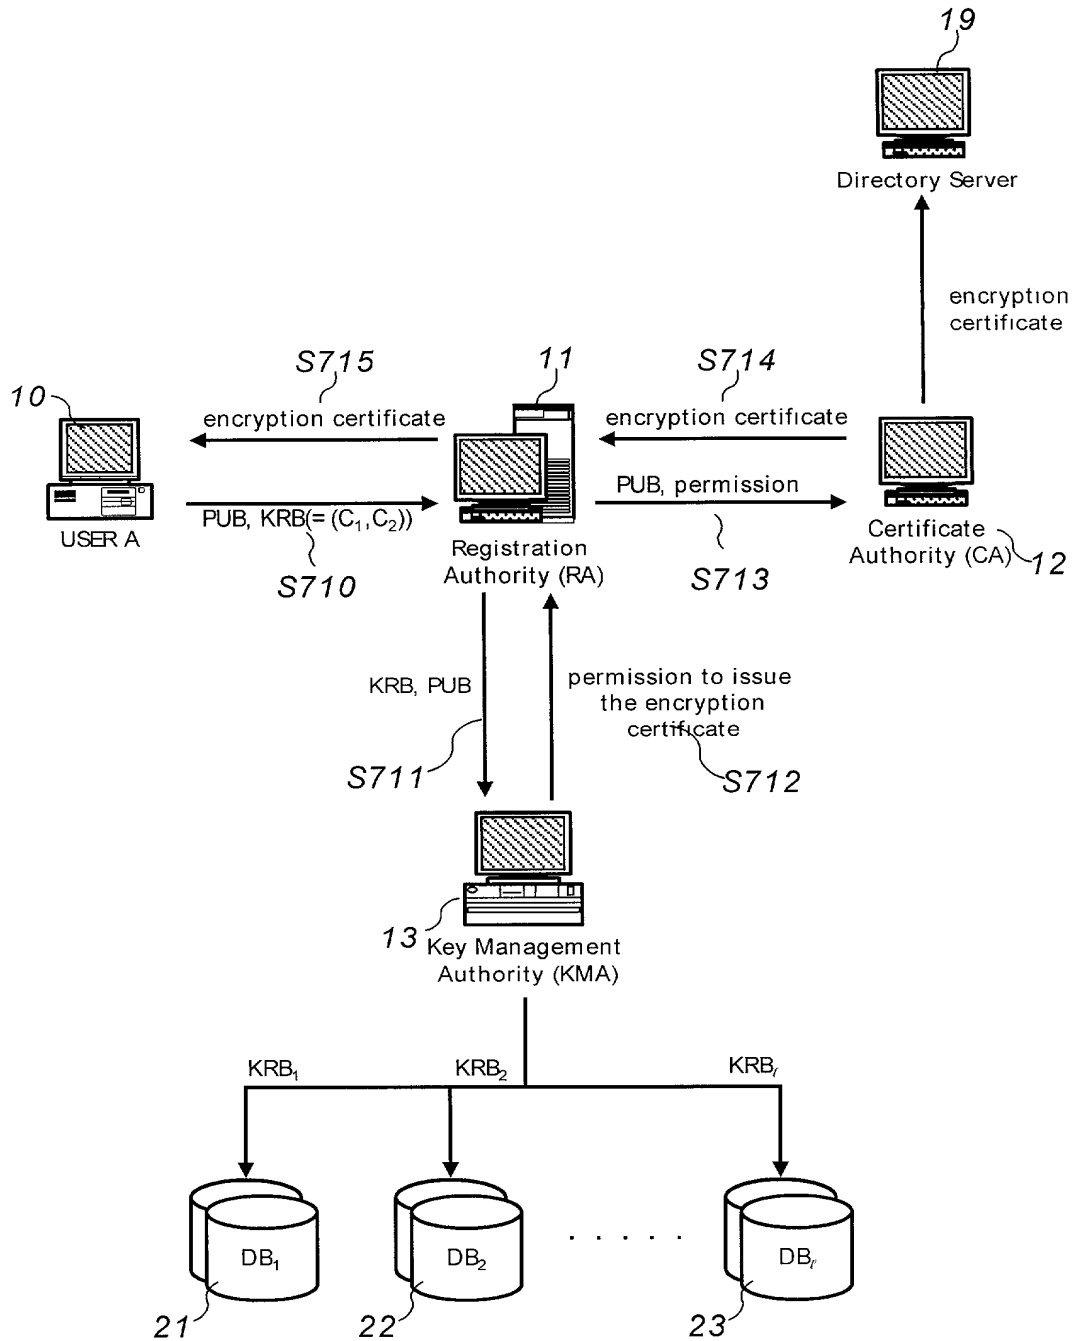 19
Directory Server
encryption
certificate
S715
11
S714
10
encryption certificate
encryption certificate
PUB, KRB(= (C1,C2))
PUB, permission
USER A
Registration
Authority (RA)
Certificate
Authority (CA)
12
S710
S713
KRB, PUB
permission to issue
the encryption
certificate
S711
S712
13
Key Management
Authority (KMA)
KRB1
KRB2
KRBℓ
DB1
DB2
. . . . .
DBℓ
21
22
23